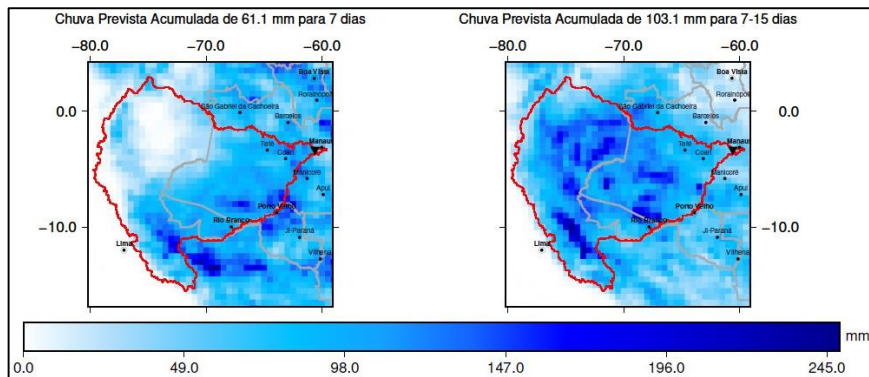 Chuva Prevista Acumulada de 61.1 mm para 7 dias
−80.0 −70.0 −60.0
Boa Vista
Rorainópolis
0.0
São Gabriel da Cachoeira
Barcelos
Manaus
Tefé
Coari
Manicoré
Apuí
Porto Velho
−10.0
Rio Branco
Ji-Paraná
Lima
Vilhena
Chuva Prevista Acumulada de 103.1 mm para 7-15 dias
−80.0 −70.0 −60.0
Boa Vista
Rorainópol
0.0
São Gabriel da Cachoeira
Barcelos
Manaus
Tefé
Coari
Manicoré
Apuí
Porto Velho
−10.0
Rio Branco
Ji-Paraná
Lima
Vilhena
mm
0.0 49.0 98.0 147.0 196.0 245.0